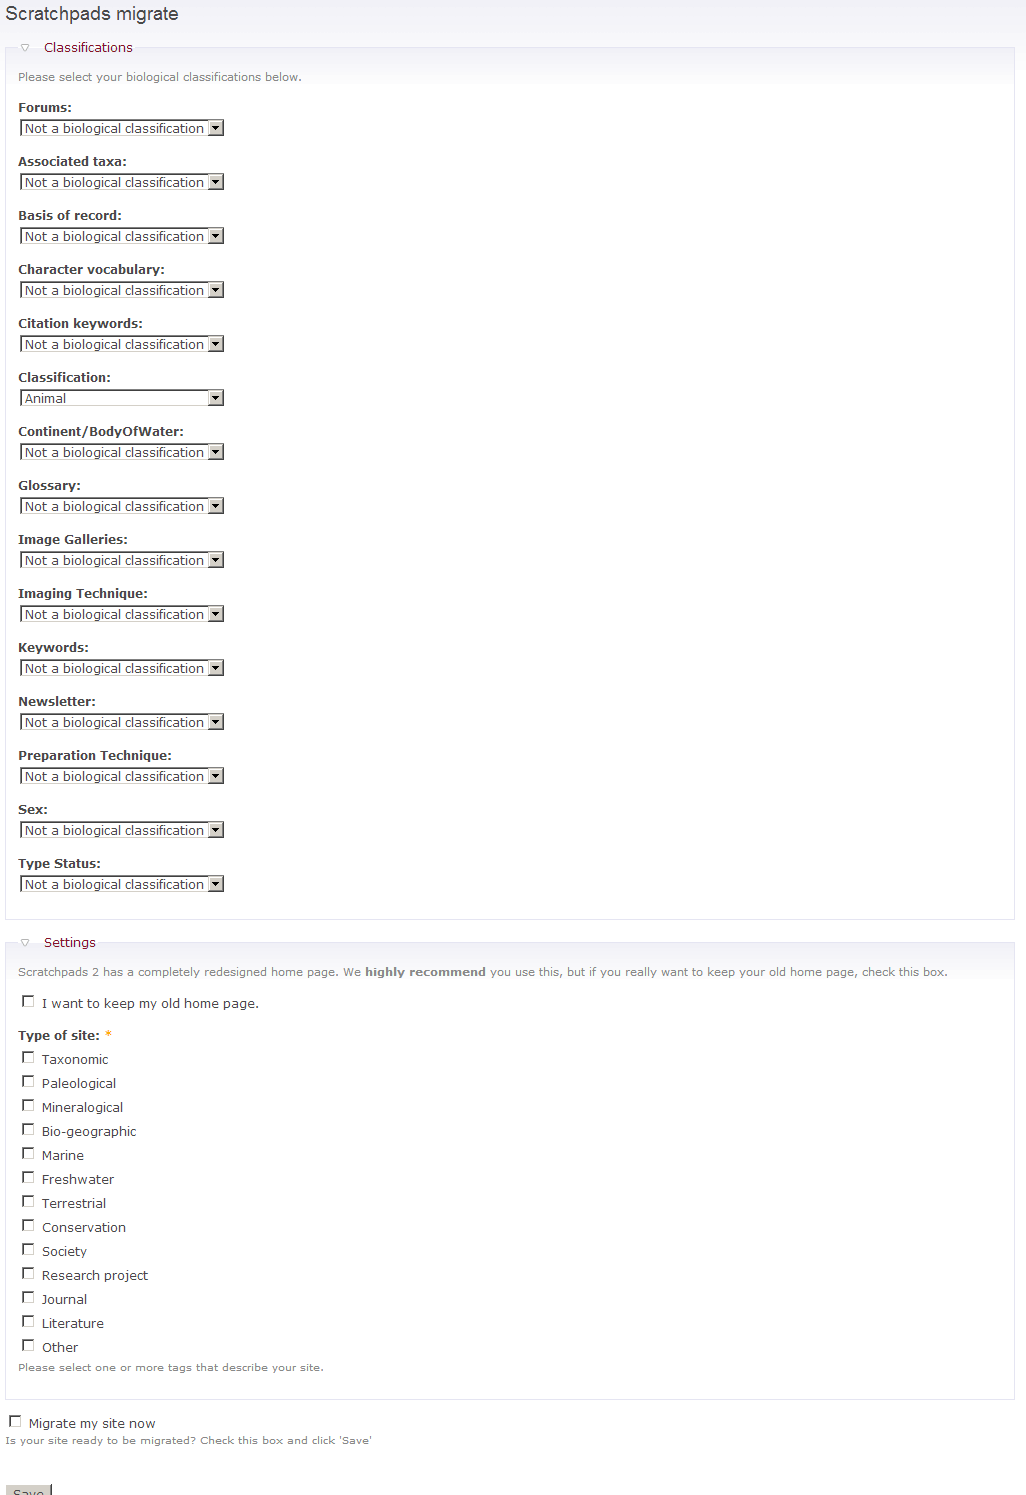 Scratchpads migrate
Classifications
Please select your biological classifications below.
Forums:
Not a biological classification
Associated taxa:
Not a biological classification
Basis of record:
Not a biological classification
Character vocabulary:
Not a biological classification
Citation keywords:
Not a biological classification
Classification:
Animal
Continent/BodyOfWater:
Not a biological classification
Glossary:
Not a biological classification
Image Galleries:
Not a biological classification
Imaging Technique:
Not a biological classification
Keywords:
Not a biological classification
Newsletter:
Not a biological classification
Preparation Technique:
Not a biological classification
Sex:
Not a biological classification
Type Status:
Not a biological classification
Settings
Scratchpads 2 has a completely redesigned home page. We highly recommend you use this, but if you really want to keep your old home page, check this box.
I want to keep my old home page.
Type of site: *
Taxonomic
Paleological
Mineralogical
Bio-geographic
Marine
Freshwater
Terrestrial
Conservation
Society
Research project
Journal
Literature
Other
Please select one or more tags that describe your site.
Migrate my site now
Is your site ready to be migrated? Check this box and click 'Save'
Save